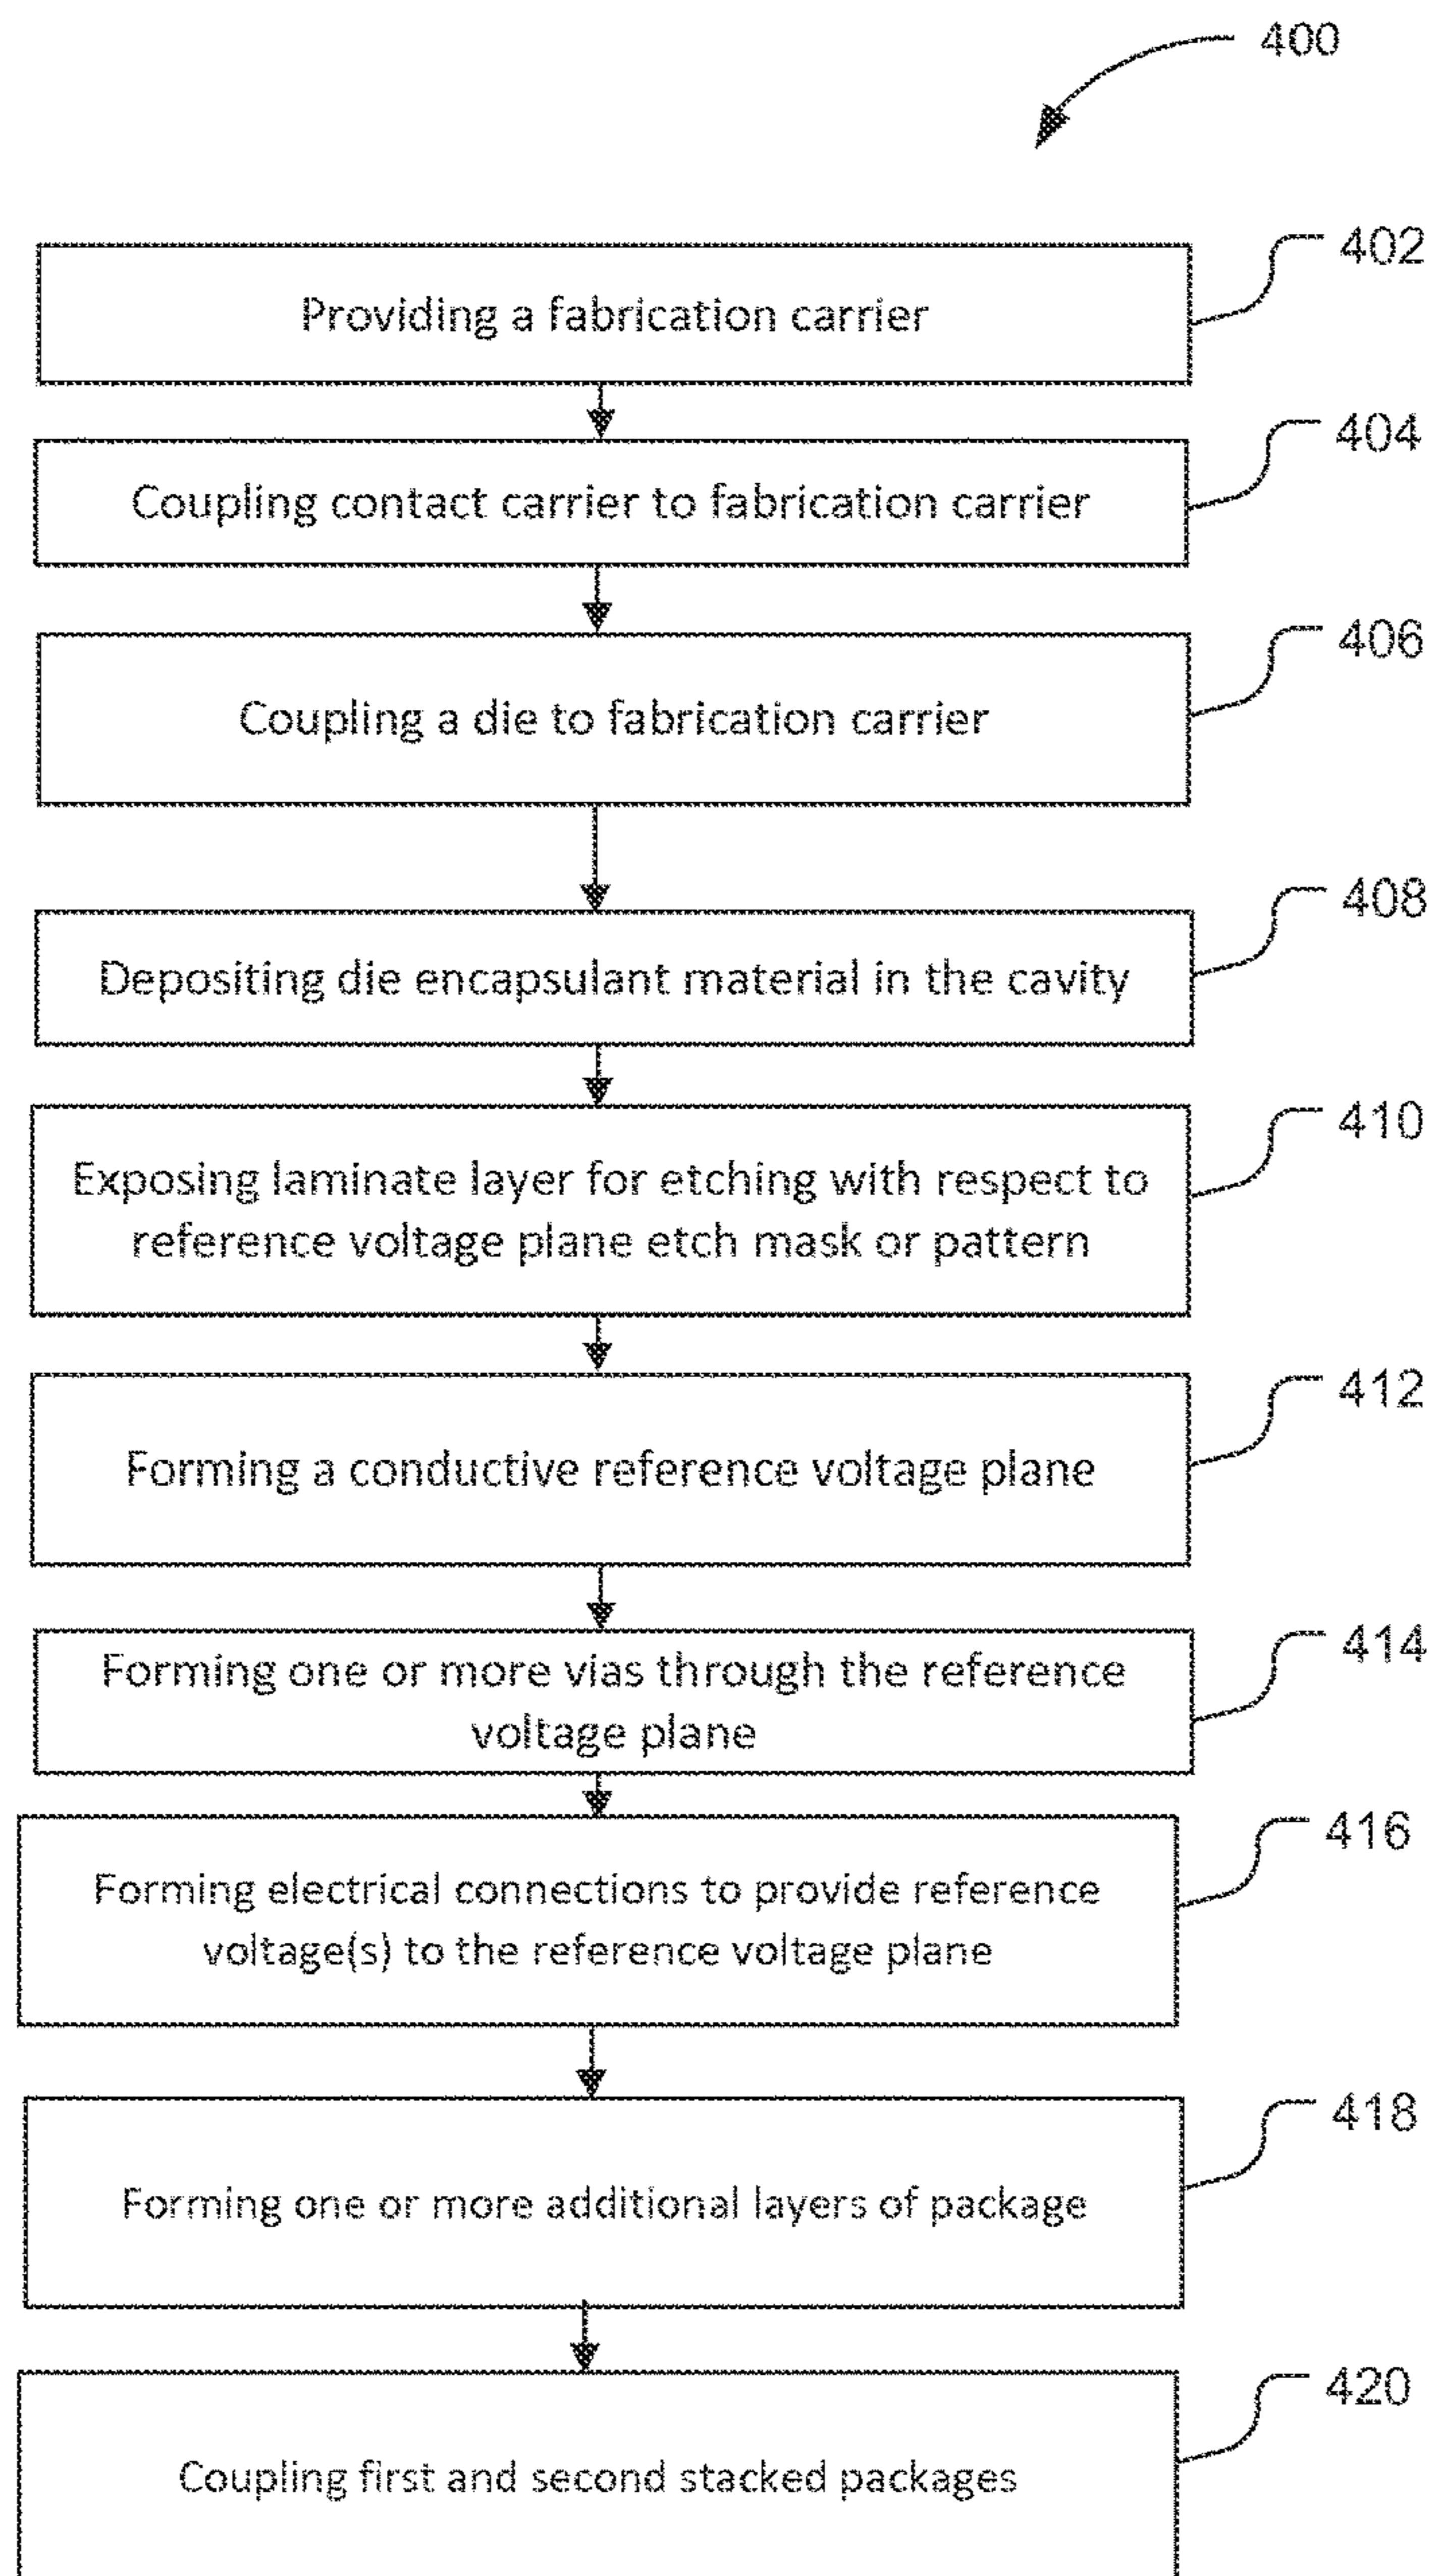 400
Providing a fabrication carrier
402
Coupling contact carrier to fabrication carrier
404
Coupling a die to fabrication carrier
406
Depositing die encapsulant material in the cavity
408
Exposing laminate layer for etching with respect to
reference voltage plane etch mask or pattern
410
Forming a conductive reference voltage plane
412
Forming one or more vias through the reference
voltage plane
414
Forming electrical connections to provide reference
voltage(s) to the reference voltage plane
416
Forming one or more additional layers of package
418
Coupling first and second stacked packages
420